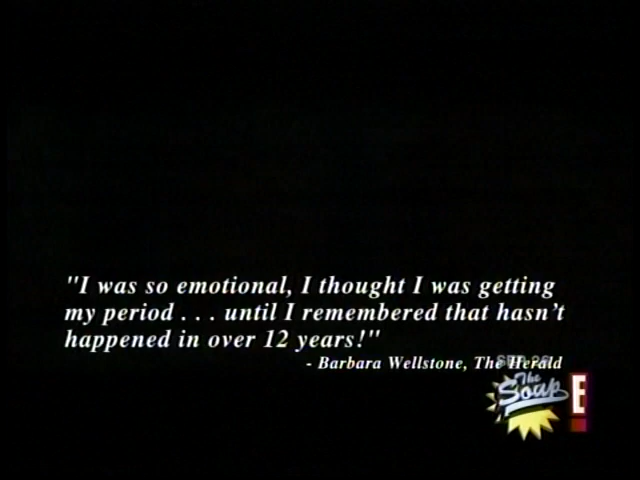 "I was so emotional, I thought I was getting
my period . . . until I remembered that hasn't
happened in over 12 years!"
- Barbara Wellstone, The Herald
The
Soup
E